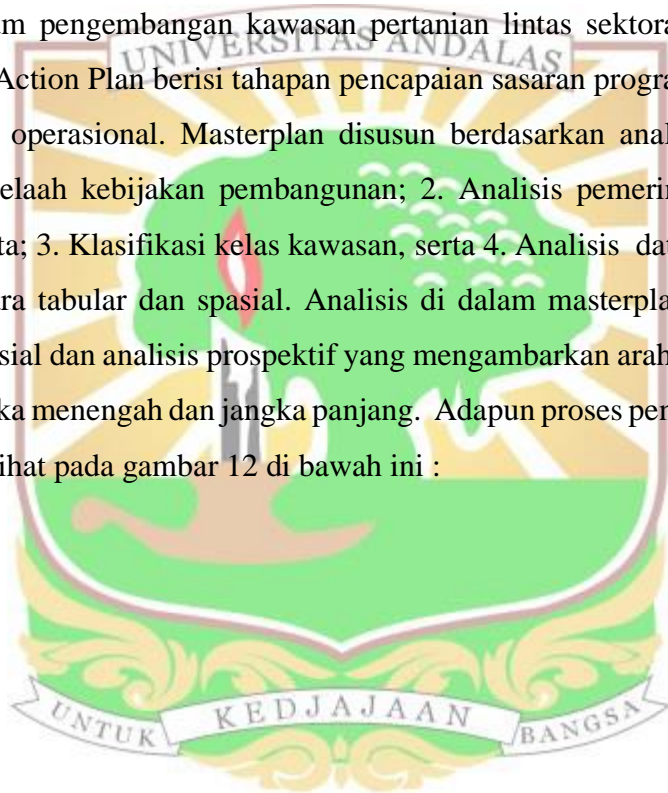 um pengembangan kawasan pertanian lintas sektora
UNIVERSITAS ANDALAS
Action Plan berisi tahapan pencapaian sasaran progra
operasional. Masterplan disusun berdasarkan anal
elaah kebijakan pembangunan; 2. Analisis pemerin
ta; 3. Klasifikasi kelas kawasan, serta 4. Analisis dat
ara tabular dan spasial. Analisis di dalam masterpla
sial dan analisis prospektif yang mengambarkan arah
ka menengah dan jangka panjang. Adapun proses pen
ihat pada gambar 12 di bawah ini :
UNTUK KEDJAJAAN BANGSA